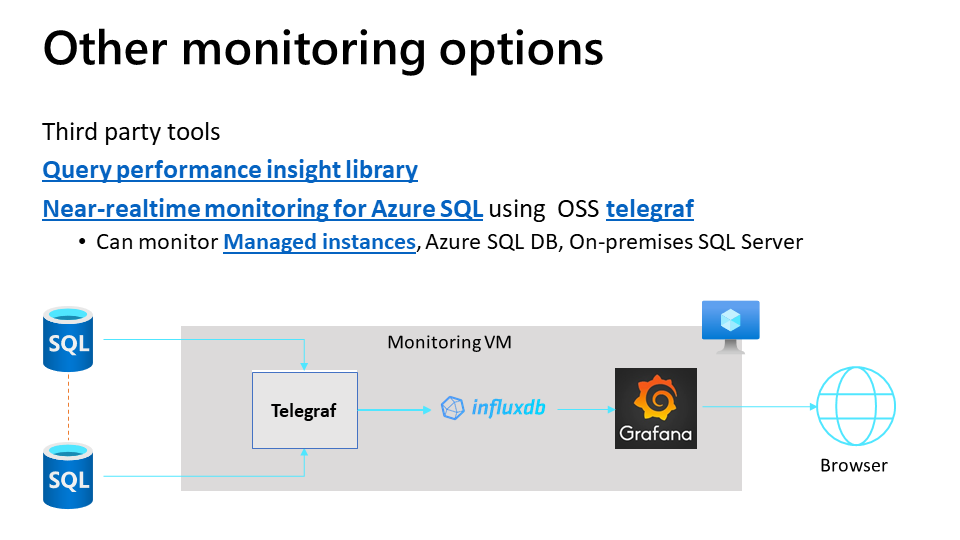 Other monitoring options
Third party tools
Query performance insight library
Near-realtime monitoring for Azure SQL using  OSS telegraf
• Can monitor Managed instances, Azure SQL DB, On-premises SQL Server
SQL
Monitoring VM
Telegraf
influxdb
Grafana
Browser
SQL